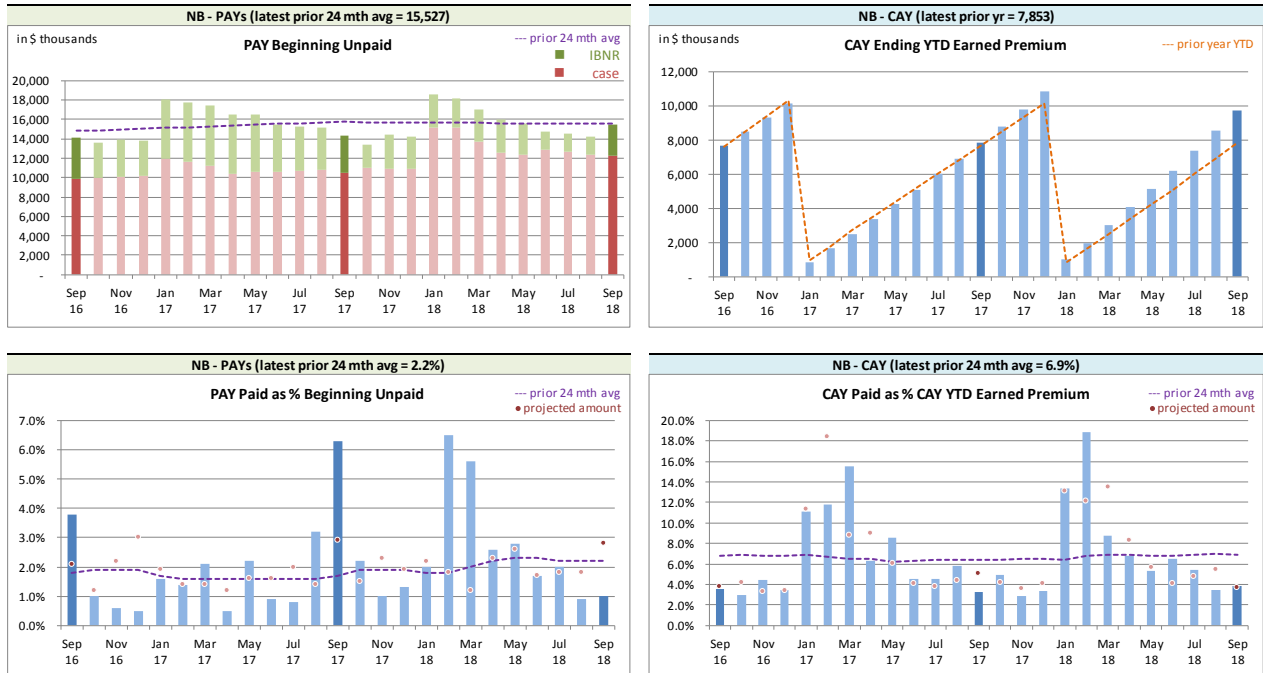 NB - PAYs (latest prior 24 mth avg = 15,527)
in $ thousands
PAY Beginning Unpaid
--- prior 24 mth avg
IBNR
case
20,000
18,000
16,000
14,000
12,000
10,000
8,000
6,000
4,000
2,000
-
Sep Nov Jan Mar May Jul Sep Nov Jan Mar May Jul Sep
16 16 17 17 17 17 17 17 18 18 18 18 18
NB - CAY (latest prior yr = 7,853)
in $ thousands
CAY Ending YTD Earned Premium
--- prior year YTD
12,000
10,000
8,000
6,000
4,000
2,000
-
Sep Nov Jan Mar May Jul Sep Nov Jan Mar May Jul Sep
16 16 17 17 17 17 17 17 18 18 18 18 18
NB - PAYs (latest prior 24 mth avg = 2.2%)
PAY Paid as % Beginning Unpaid
--- prior 24 mth avg
• projected amount
7.0%
6.0%
5.0%
4.0%
3.0%
2.0%
1.0%
0.0%
Sep Nov Jan Mar May Jul Sep Nov Jan Mar May Jul Sep
16 16 17 17 17 17 17 17 18 18 18 18 18
NB - CAY (latest prior 24 mth avg = 6.9%)
CAY Paid as % CAY YTD Earned Premium
--- prior 24 mth avg
• projected amount
20.0%
18.0%
16.0%
14.0%
12.0%
10.0%
8.0%
6.0%
4.0%
2.0%
0.0%
Sep Nov Jan Mar May Jul Sep Nov Jan Mar May Jul Sep
16 16 17 17 17 17 17 17 18 18 18 18 18